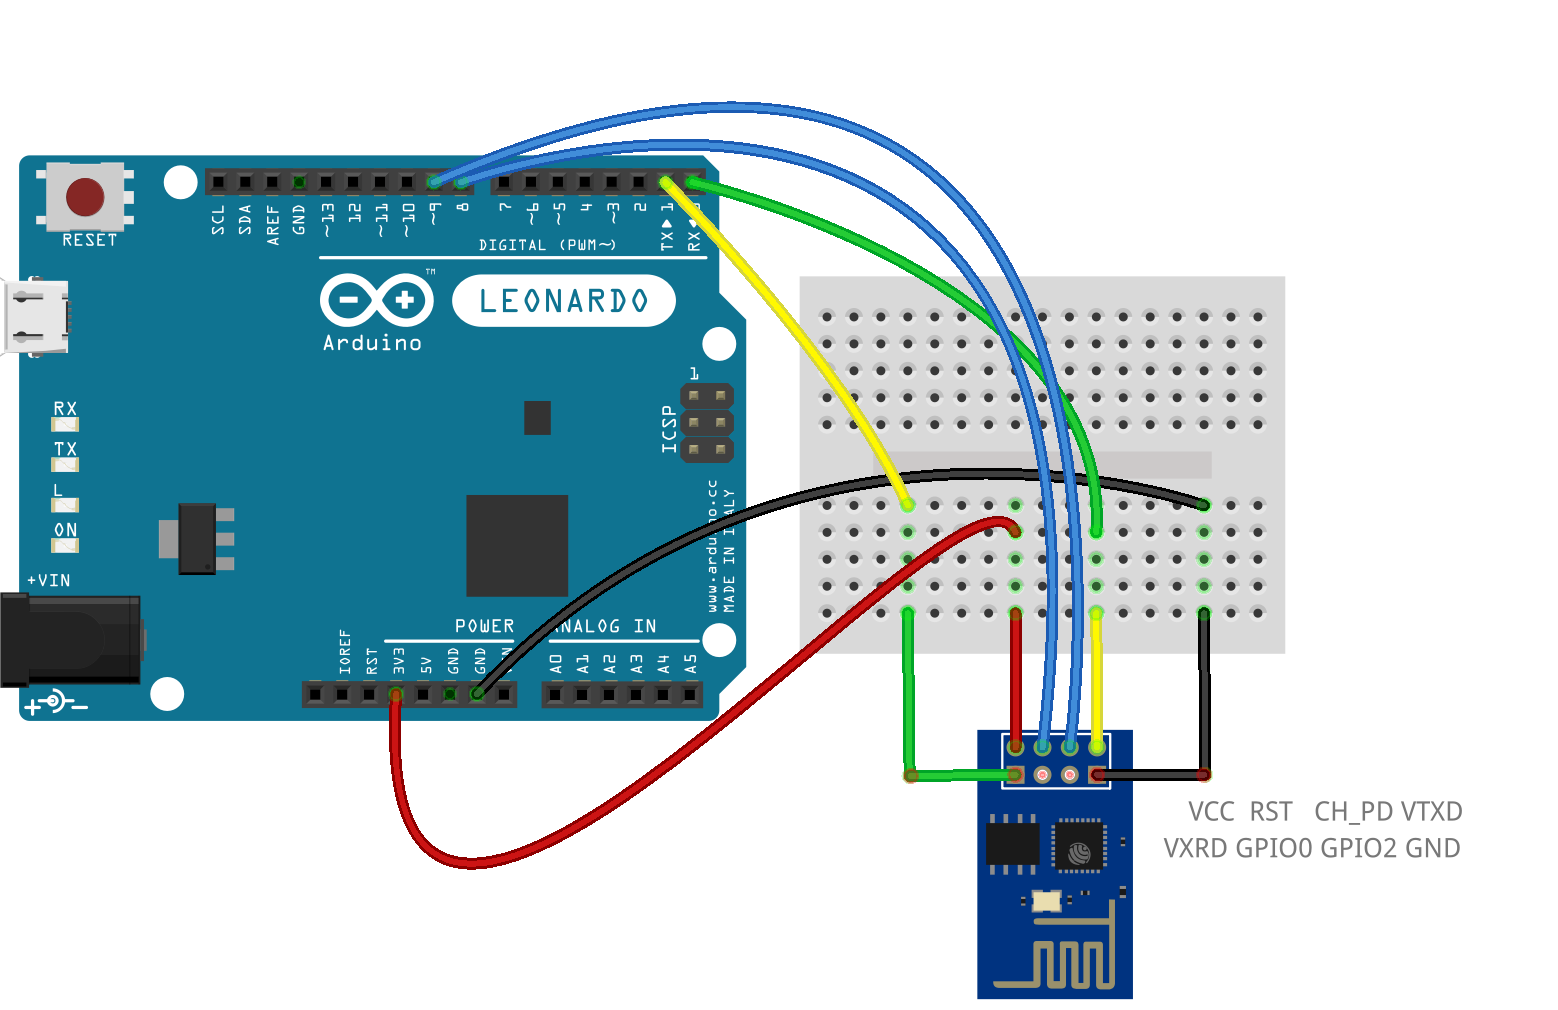 RESET
SCL SDA AREF GND ~13 12 ~11 ~10 ~9 8 7 ~6 ~5 4 ~3 2 1
TX▶ RX◀
DIGITAL (PWM~)
™
LEONARDO
Arduino
1
ICSP
RX
TX
L
ON
+VIN
www.arduino.cc
MADE IN ITALY
POWER
ANALOG IN
IOREF RST 3V3 5V GND GND VIN A0 A1 A2 A3 A4 A5
+ -
VCC RST CH_PD VTXD
VXRD GPIO0 GPIO2 GND